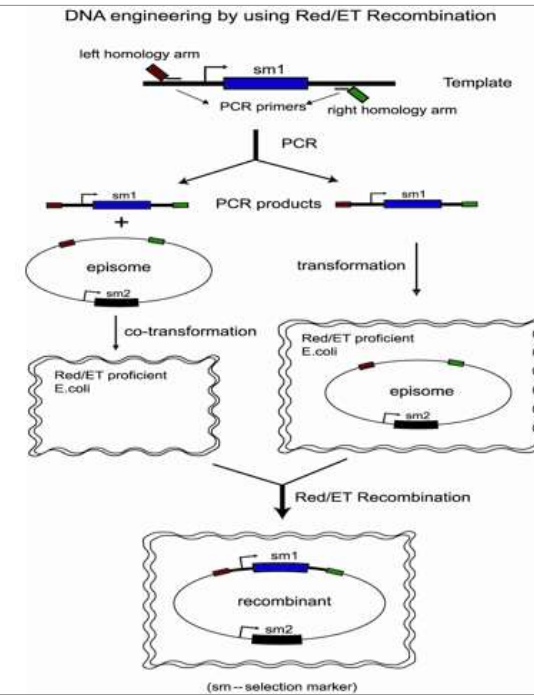 DNA engineering by using Red/ET Recombination
left homology arm
sm1
Template
PCR primers
right homology arm
PCR
sm1
PCR products
sm1
+
episome
sm2
transformation
co-transformation
Red/ET proficient
E.coli
Red/ET proficient
E.coli
episome
sm2
Red/ET Recombination
sm1
recombinant
sm2
(sm--selection marker)